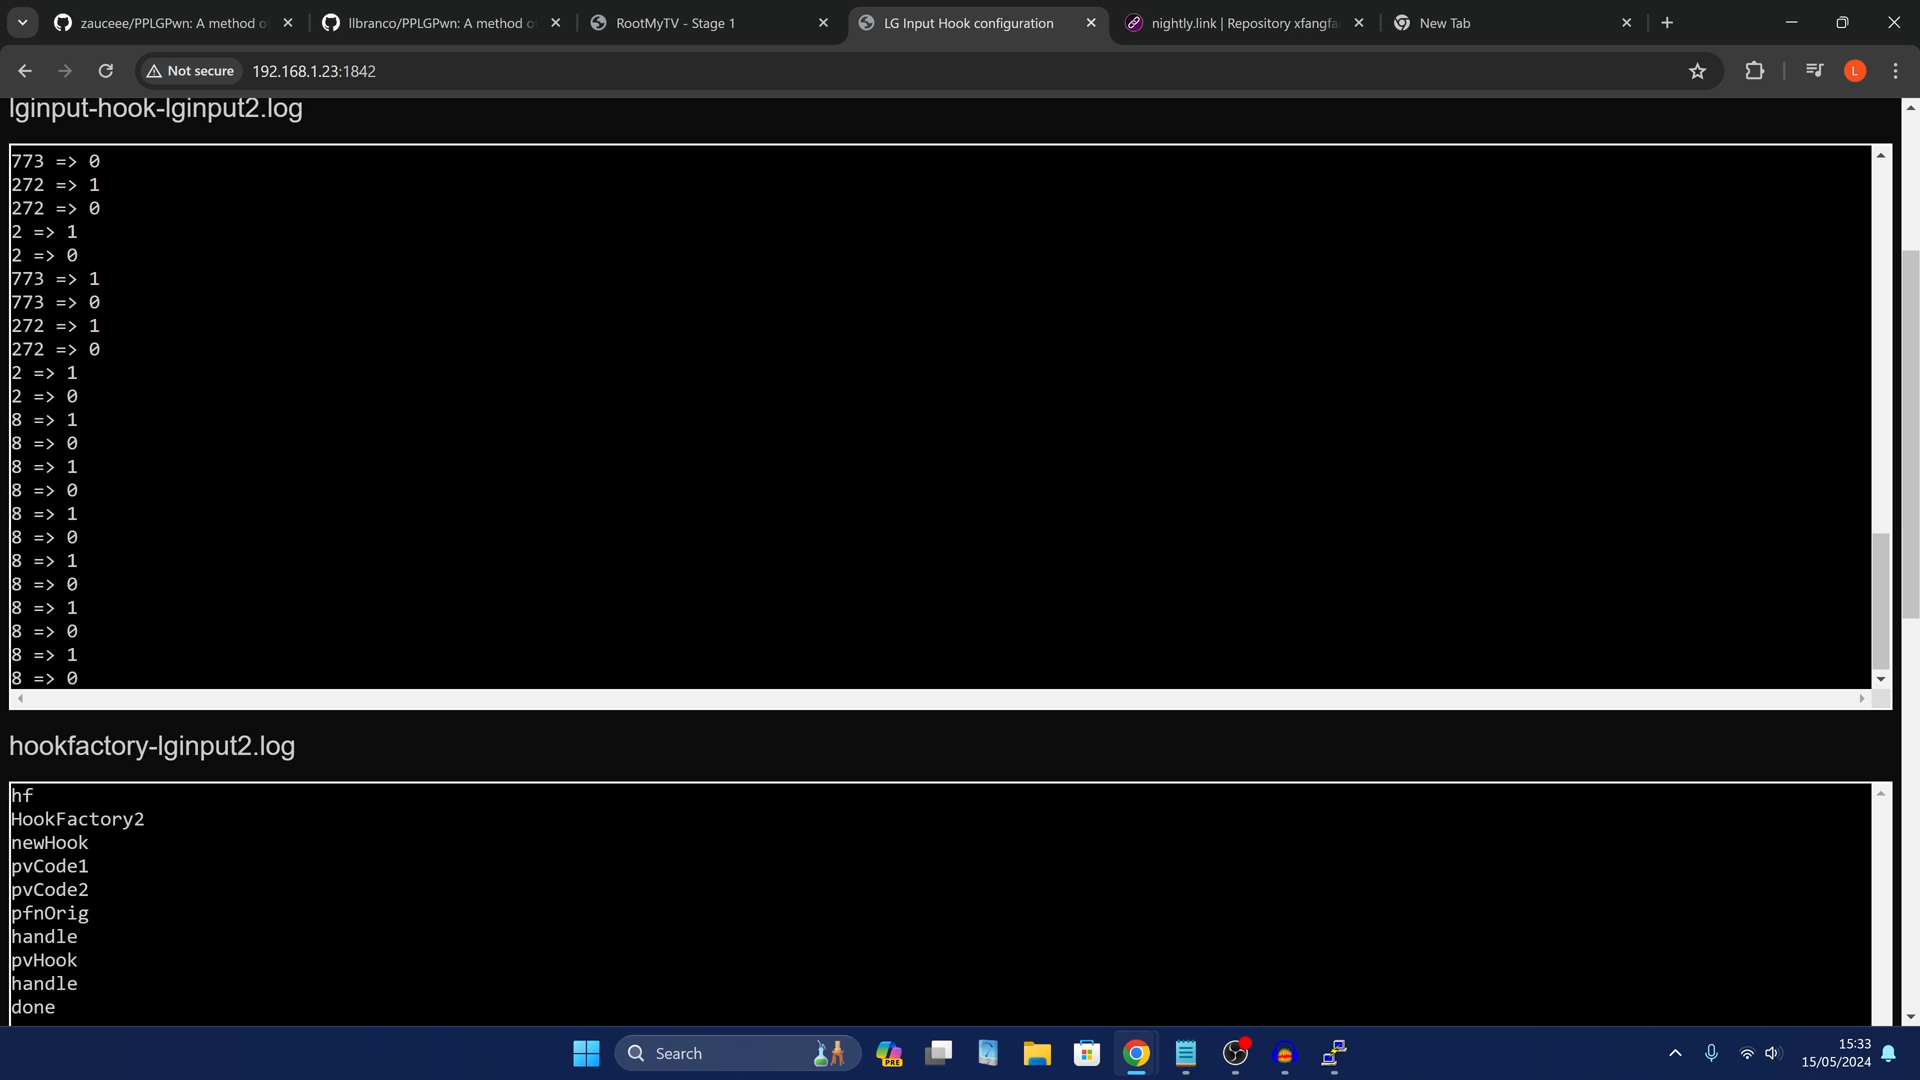 zauceee/PPLGPwn: A method o
llbranco/PPLGPwn: A method o
RootMyTV - Stage 1
LG Input Hook configuration
nightly.link | Repository xfangfa
New Tab
Not secure
192.168.1.23:1842
L
lginput-hook-lginput2.log
773 => 0
272 => 1
272 => 0
2 => 1
2 => 0
773 => 1
773 => 0
272 => 1
272 => 0
2 => 1
2 => 0
8 => 1
8 => 0
8 => 1
8 => 0
8 => 1
8 => 0
8 => 1
8 => 0
8 => 1
8 => 0
8 => 1
8 => 0
hookfactory-lginput2.log
hf
HookFactory2
newHook
pvCode1
pvCode2
pfnOrig
handle
pvHook
handle
done
Search
PRE
15:33
15/05/2024